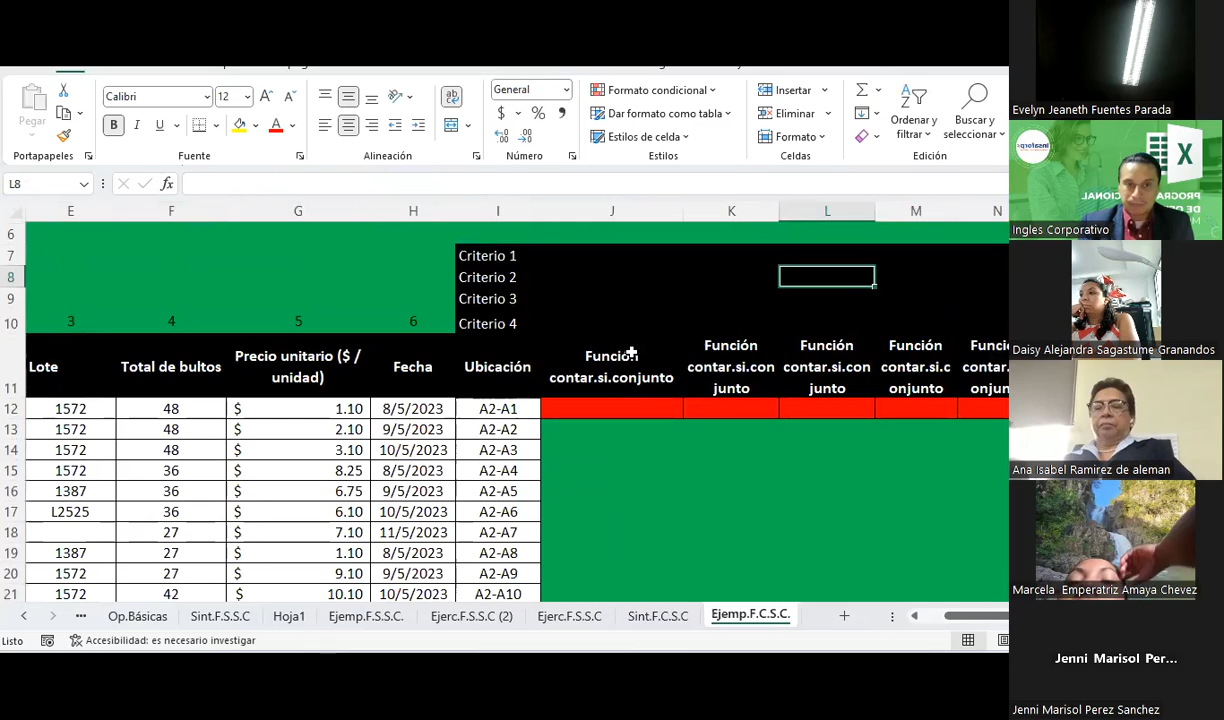 Calibri 12 General Formato condicional Insertar Σ
Pegar N K S A $ % Dar formato como tabla Eliminar Ordenar y Buscar y
Estilos de celda Formato filtrar seleccionar
Portapapeles Fuente Alineación Número Estilos Celdas Edición
L8 fx
E F G H I J K L M N
6
7 Criterio 1
8 Criterio 2
9 Criterio 3
10 3 4 5 6 Criterio 4
11 Lote Total de bultos Precio unitario ($ / unidad) Fecha Ubicación Función contar.si.conjunto Función contar.si.con junto Función contar.si.con junto Función contar.si.c onjunto
12 1572 48 $ 1.10 8/5/2023 A2-A1
13 1572 48 $ 2.10 9/5/2023 A2-A2
14 1572 48 $ 3.10 10/5/2023 A2-A3
15 1572 36 $ 8.25 8/5/2023 A2-A4
16 1387 36 $ 6.75 9/5/2023 A2-A5
17 L2525 36 $ 6.10 10/5/2023 A2-A6
18 27 $ 7.10 11/5/2023 A2-A7
19 1387 27 $ 1.10 8/5/2023 A2-A8
20 1572 27 $ 9.10 9/5/2023 A2-A9
21 1572 42 $ 10.10 10/5/2023 A2-A10
... Op.Básicas Sint.F.S.S.C Hoja1 Ejemp.F.S.S.C. Ejerc.F.S.S.C (2) Ejerc.F.S.S.C Sint.F.C.S.C Ejemp.F.C.S.C. +
Listo Accesibilidad: es necesario investigar
Evelyn Jeaneth Fuentes Parada
Ingles Corporativo
Daisy Alejandra Sagastume Granandos
Ana Isabel Ramirez de aleman
Marcela Emperatriz Amaya Chevez
Jenni Marisol Per...
Jenni Marisol Perez Sanchez